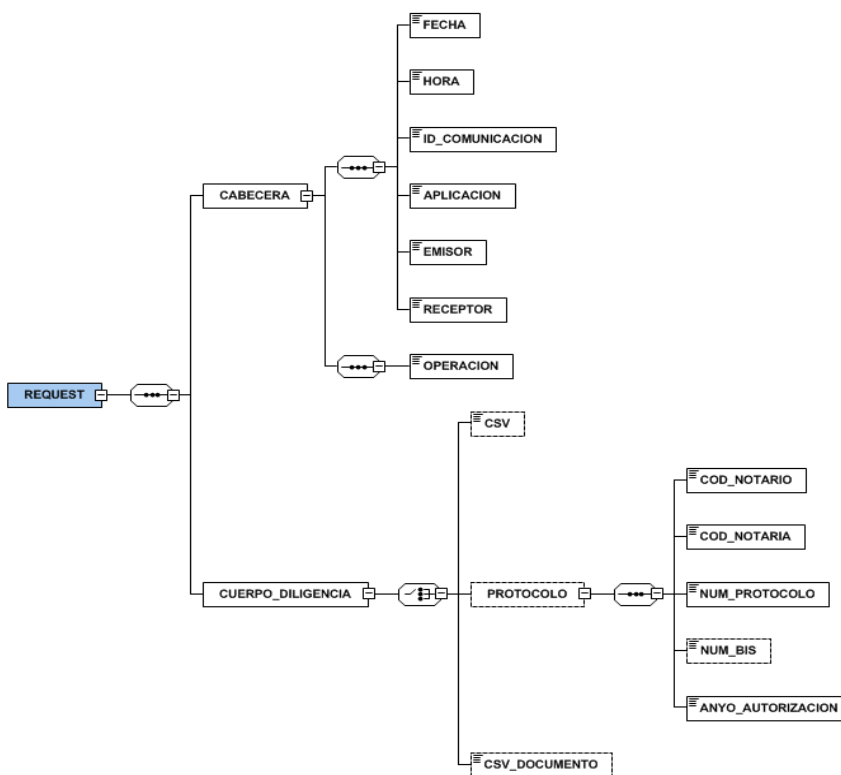 FECHA
HORA
ID_COMUNICACION
CABECERA
APLICACION
EMISOR
RECEPTOR
OPERACION
REQUEST
CSV
COD_NOTARIO
COD_NOTARIA
CUERPO_DILIGENCIA
PROTOCOLO
NUM_PROTOCOLO
NUM_BIS
ANYO_AUTORIZACION
CSV_DOCUMENTO